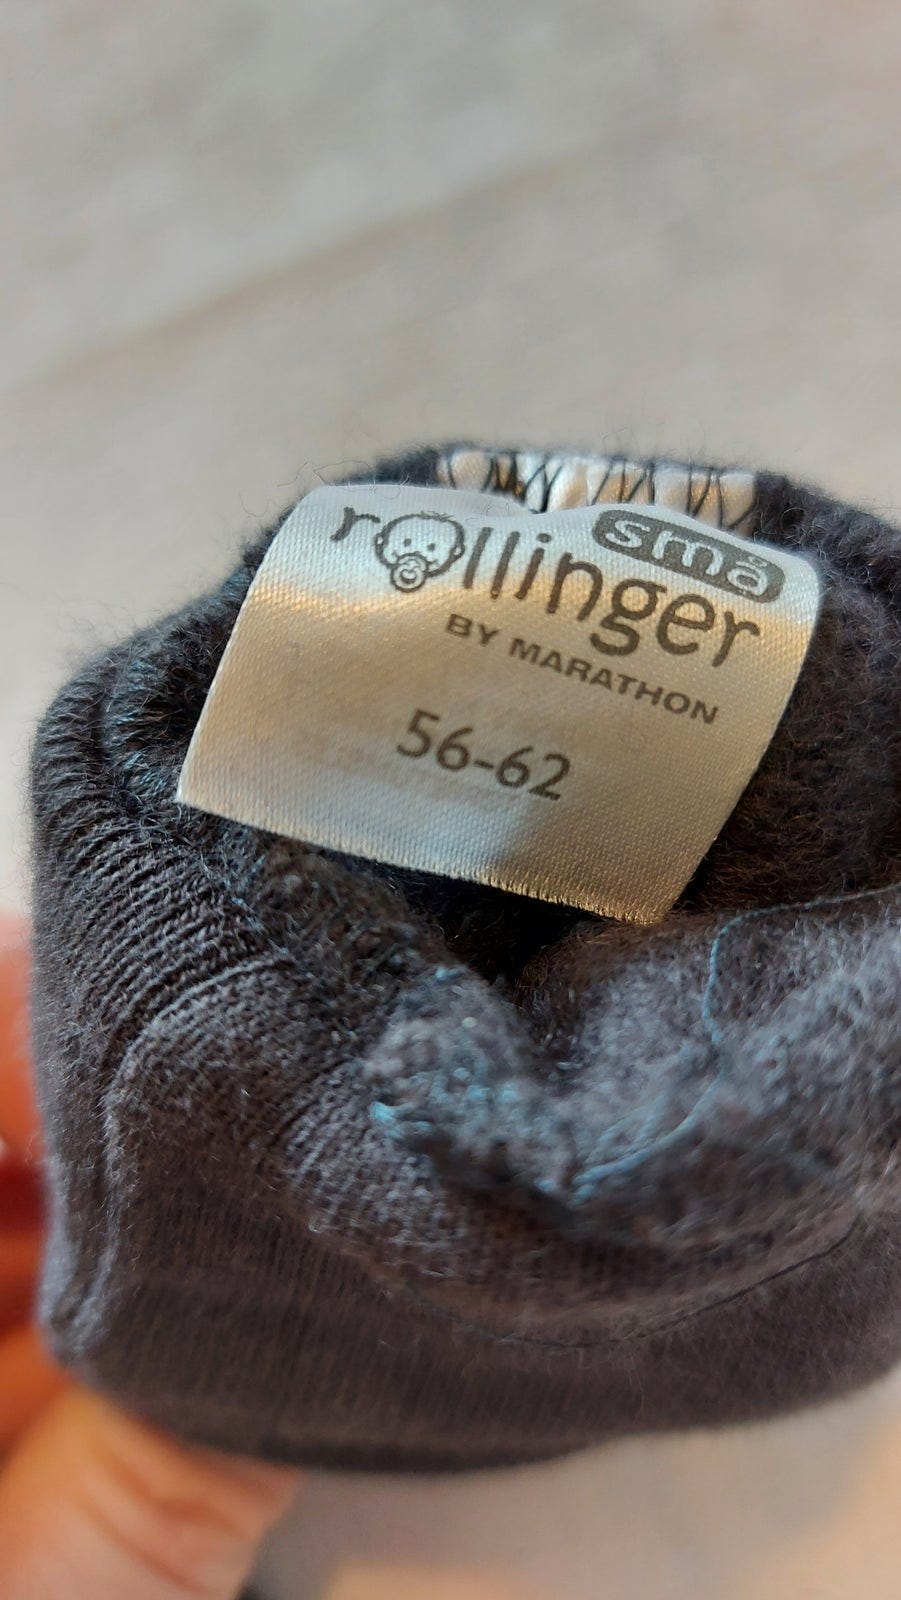 små
rollinger
BY MARATHON
56-62